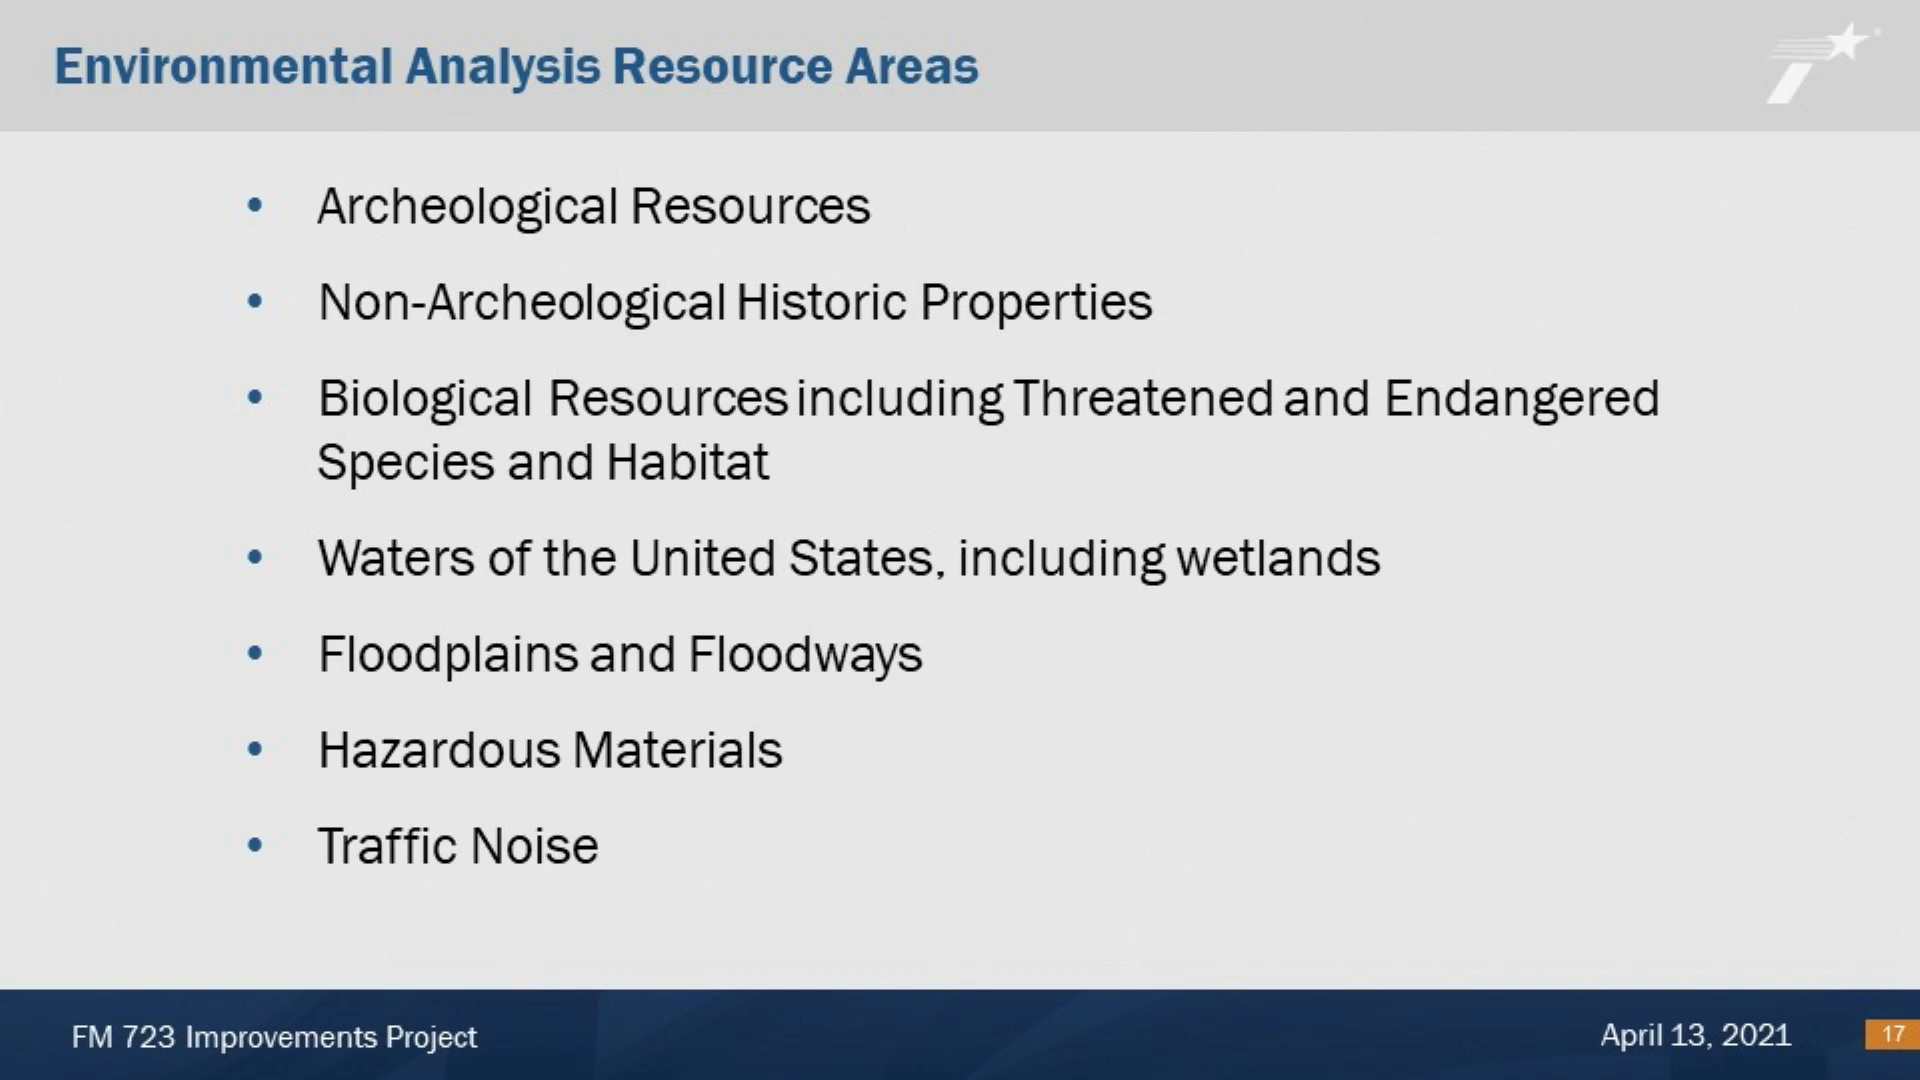 Environmental Analysis Resource Areas
• Archeological Resources
• Non-Archeological Historic Properties
• Biological Resources including Threatened and Endangered
Species and Habitat
• Waters of the United States, including wetlands
• Floodplains and Floodways
• Hazardous Materials
• Traffic Noise
FM 723 Improvements Project
April 13, 2021
17